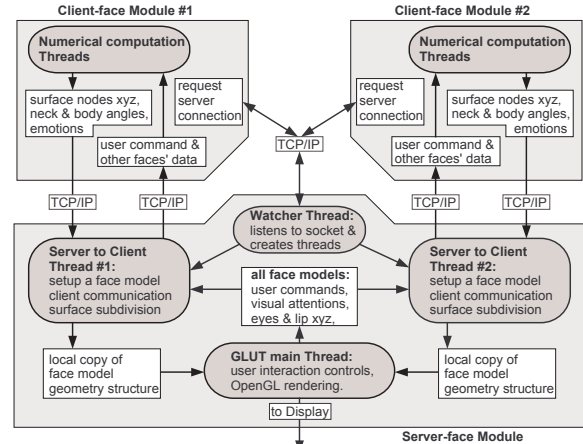 Client-face Module #1
Client-face Module #2
Numerical computation
Threads
Numerical computation
Threads
surface nodes xyz,
neck & body angles,
emotions
request
server
connection
request
server
connection
surface nodes xyz,
neck & body angles,
emotions
user command &
other faces' data
TCP/IP
user command &
other faces' data
TCP/IP
TCP/IP
TCP/IP
TCP/IP
Watcher Thread:
listens to socket &
creates threads
Server to Client
Thread #1:
setup a face model
client communication
surface subdivision
all face models:
user commands,
visual attentions,
eyes & lip xyz,
Server to Client
Thread #2:
setup a face model
client communication
surface subdivision
local copy of
face model
geometry structure
GLUT main Thread:
user interaction controls,
OpenGL rendering.
local copy of
face model
geometry structure
to Display
Server-face Module